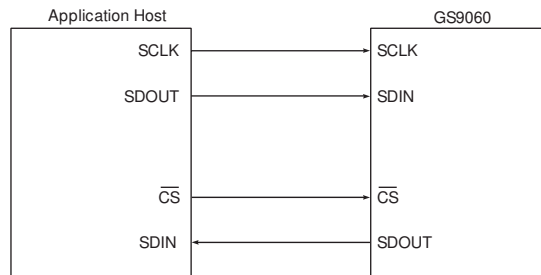 Application Host GS9060
SCLK SCLK
SDOUT SDIN
CS CS
SDIN SDOUT